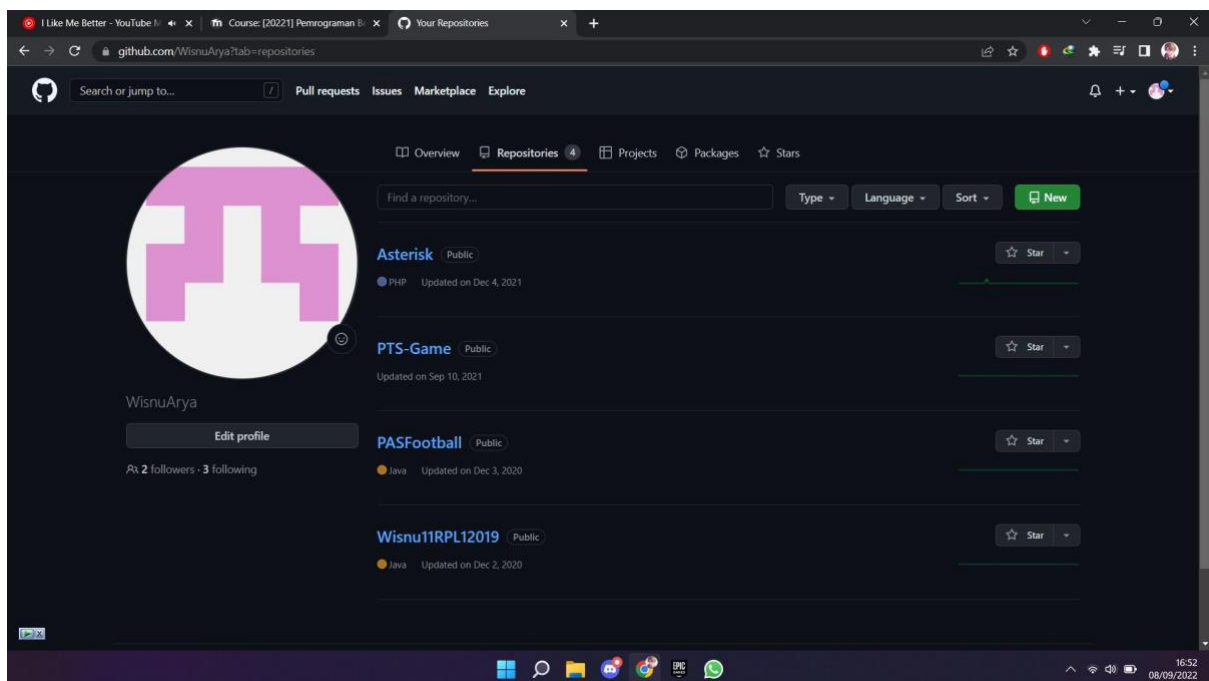 I Like Me Better - YouTube M
Course: [20221] Pemrograman B
Your Repositories
github.com/WisnuArya?tab=repositories
Search or jump to... /
Pull requests Issues Marketplace Explore
Overview Repositories 4 Projects Packages Stars
Find a repository...
Type Language Sort New
Asterisk Public
Star
PHP Updated on Dec 4, 2021
PTS-Game Public
Star
Updated on Sep 10, 2021
WisnuArya
Edit profile
2 followers · 3 following
PASFootball Public
Star
Java Updated on Dec 3, 2020
Wisnu11RPL12019 Public
Star
Java Updated on Dec 2, 2020
EPIC
16:52
08/09/2022